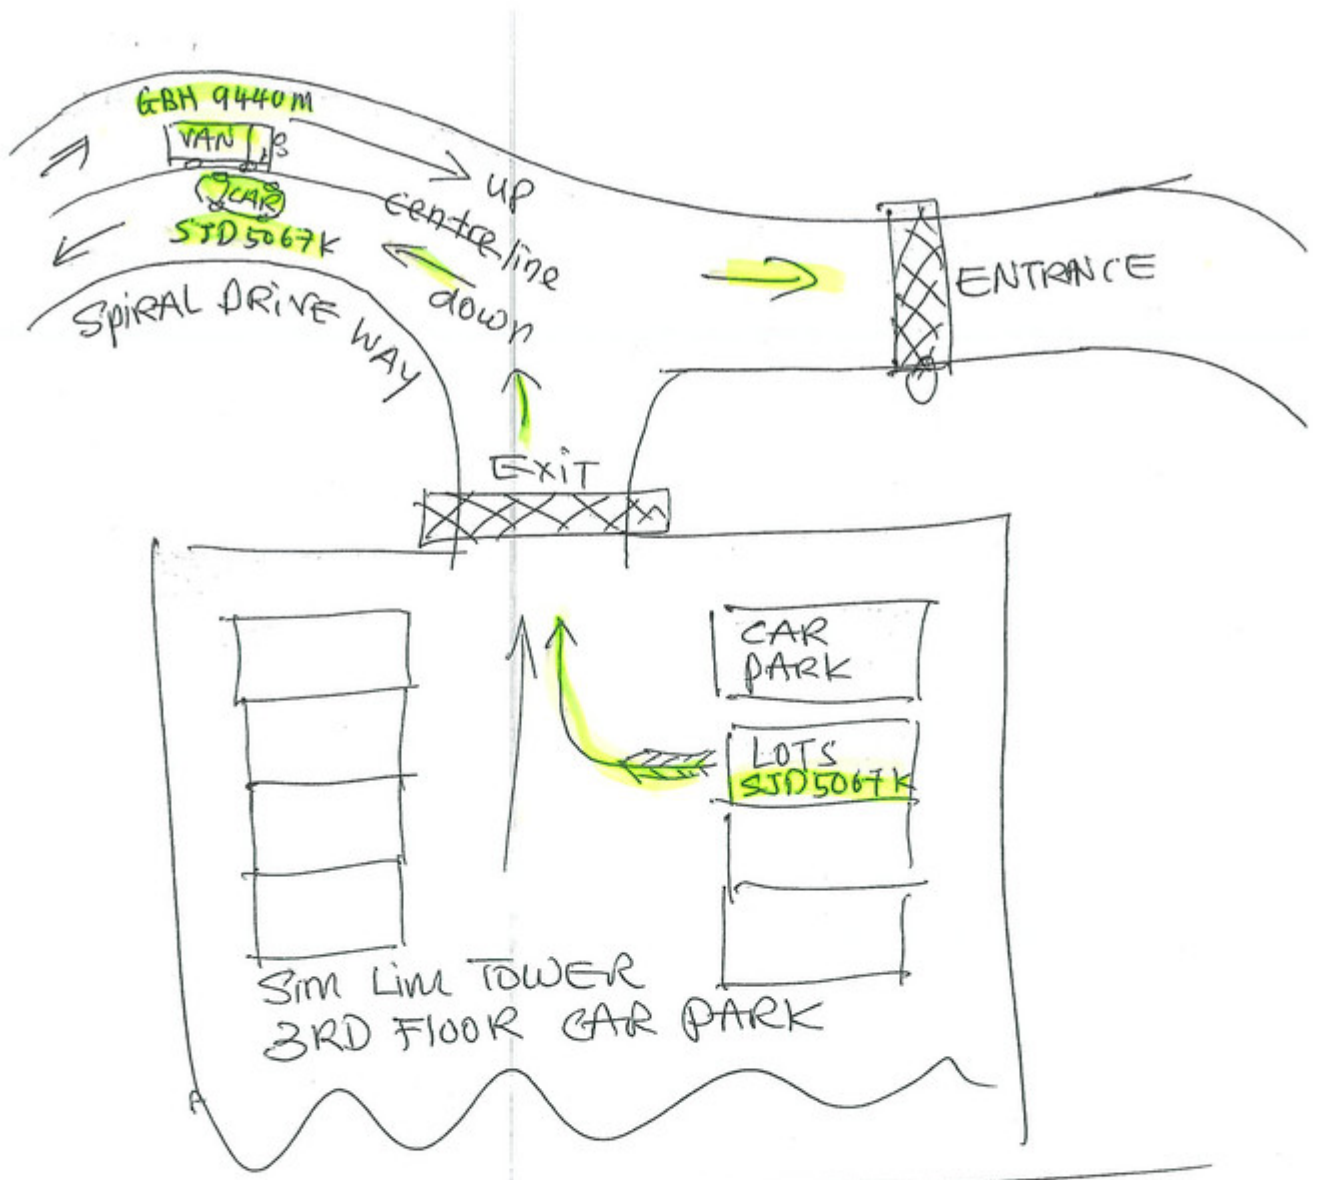 GBH 9440M
VAN
CAR
SJD5067K
up
centre line
down
SPIRAL DRIVE WAY
ENTRANCE
EXIT
CAR
PARK
LOTS
SJD5067K
SIM LIM TOWER
3RD FLOOR CAR PARK